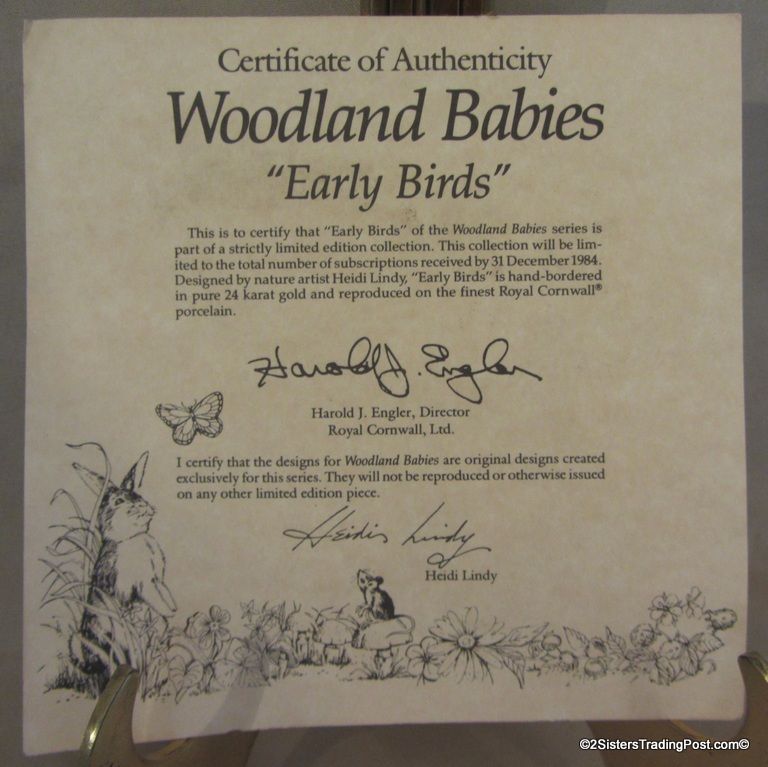 Certificate of Authenticity
Woodland Babies
“Early Birds”
This is to certify that “Early Birds” of the Woodland Babies series is
part of a strictly limited edition collection. This collection will be lim-
ited to the total number of subscriptions received by 31 December 1984.
Designed by nature artist Heidi Lindy, “Early Birds” is hand-bordered
in pure 24 karat gold and reproduced on the finest Royal Cornwall®
porcelain.
Harold J. Engler
Harold J. Engler, Director
Royal Cornwall, Ltd.
I certify that the designs for Woodland Babies are original designs created
exclusively for this series. They will not be reproduced or otherwise issued
on any other limited edition piece.
Heidi Lindy
Heidi Lindy
©2SistersTradingPost.com©